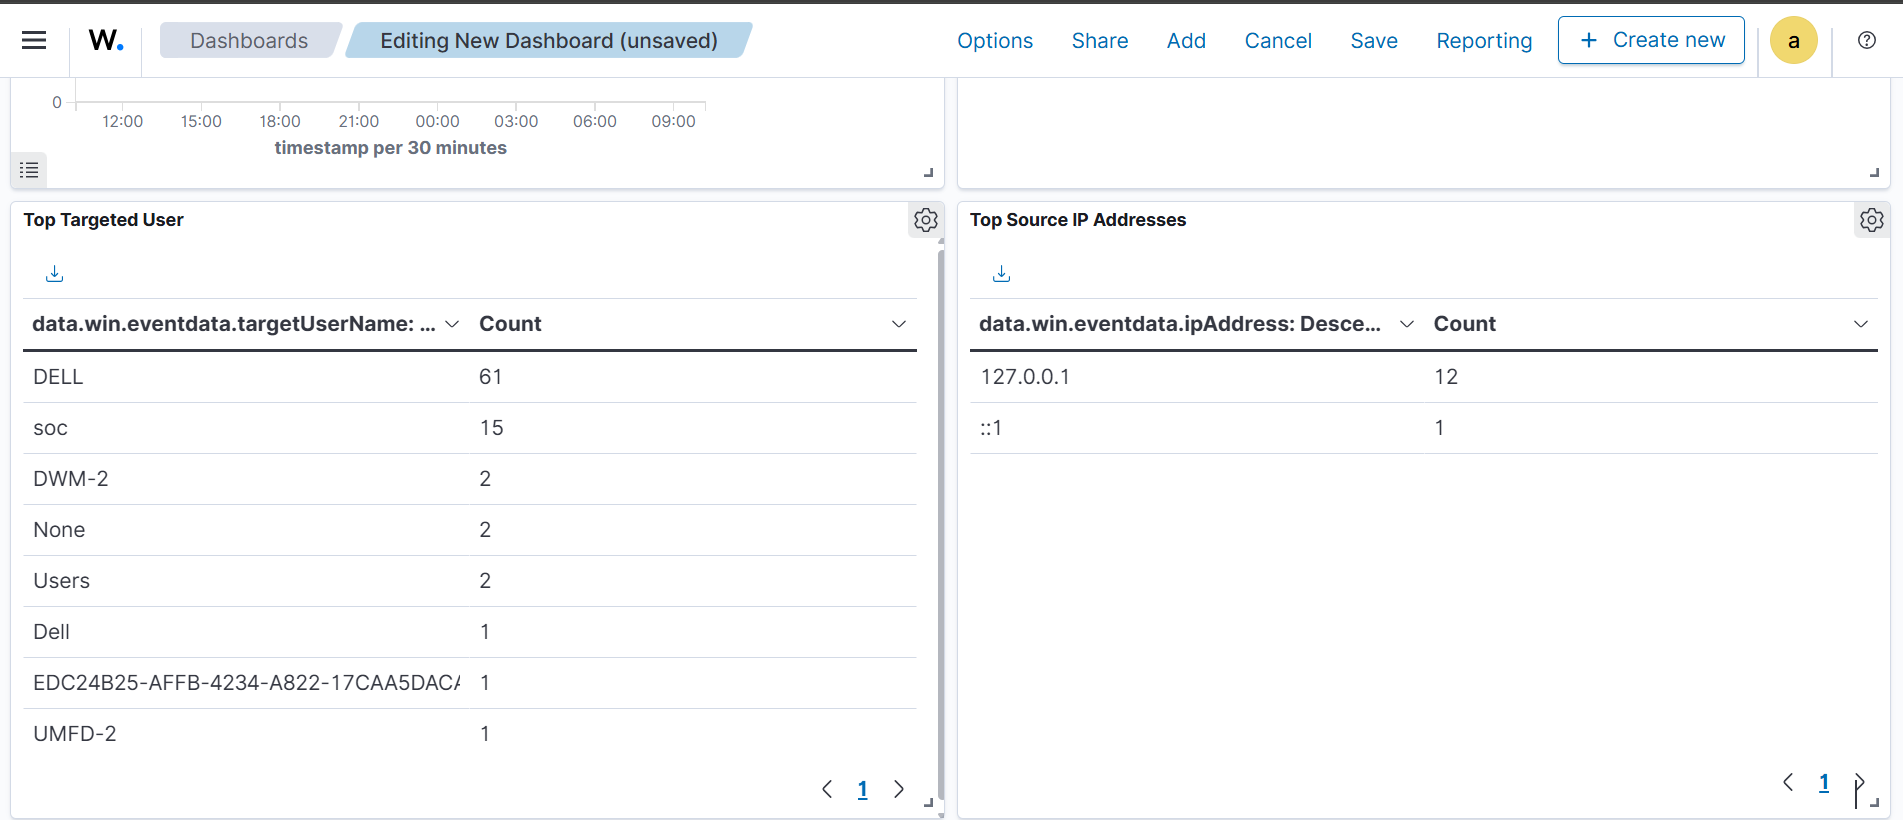 W.
Dashboards
Editing New Dashboard (unsaved)
Options
Share
Add
Cancel
Save
Reporting
+ Create new
a
0
12:00 15:00 18:00 21:00 00:00 03:00 06:00 09:00
timestamp per 30 minutes
Top Targeted User
data.win.eventdata.targetUserName: ... Count
DELL 61
soc 15
DWM-2 2
None 2
Users 2
Dell 1
EDC24B25-AFFB-4234-A822-17CAA5DACA 1
UMFD-2 1
1
Top Source IP Addresses
data.win.eventdata.ipAddress: Desce... Count
127.0.0.1 12
::1 1
1